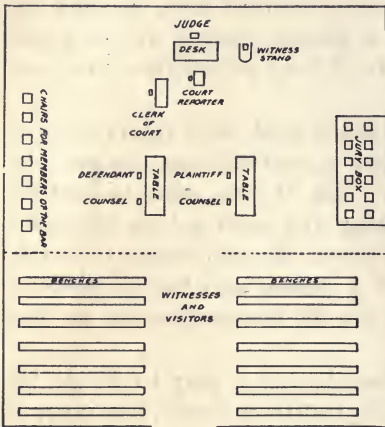 JUDGE
DESK
WITNESS
STAND
COURT
REPORTER
CLERK
OF
COURT
CHAIRS FOR MEMBERS OF THE BAR
JURY BOX
DEFENDANT
COUNSEL
TABLE
PLAINTIFF
COUNSEL
TABLE
BENCHES
WITNESSES
AND
VISITORS
BENCHES